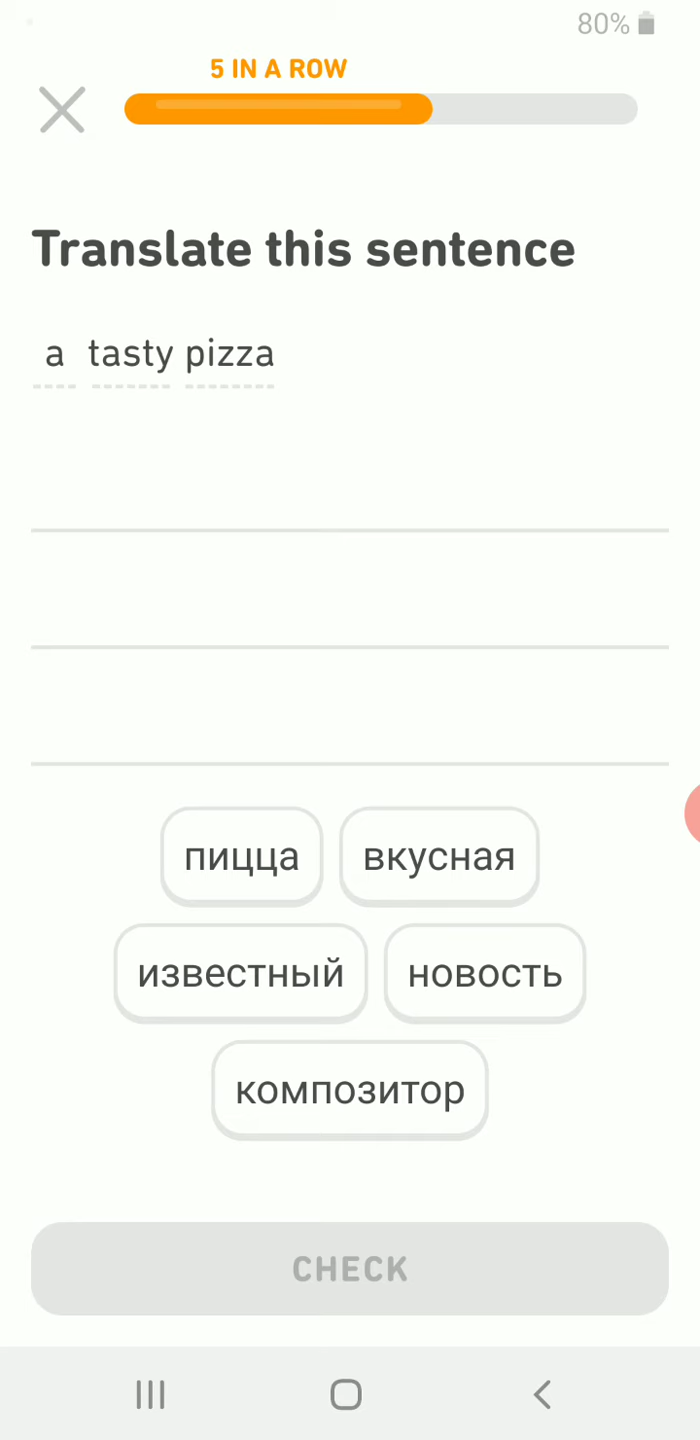 80%
5 IN A ROW
Translate this sentence
a tasty pizza
пицца вкусная
известный новость
композитор
CHECK